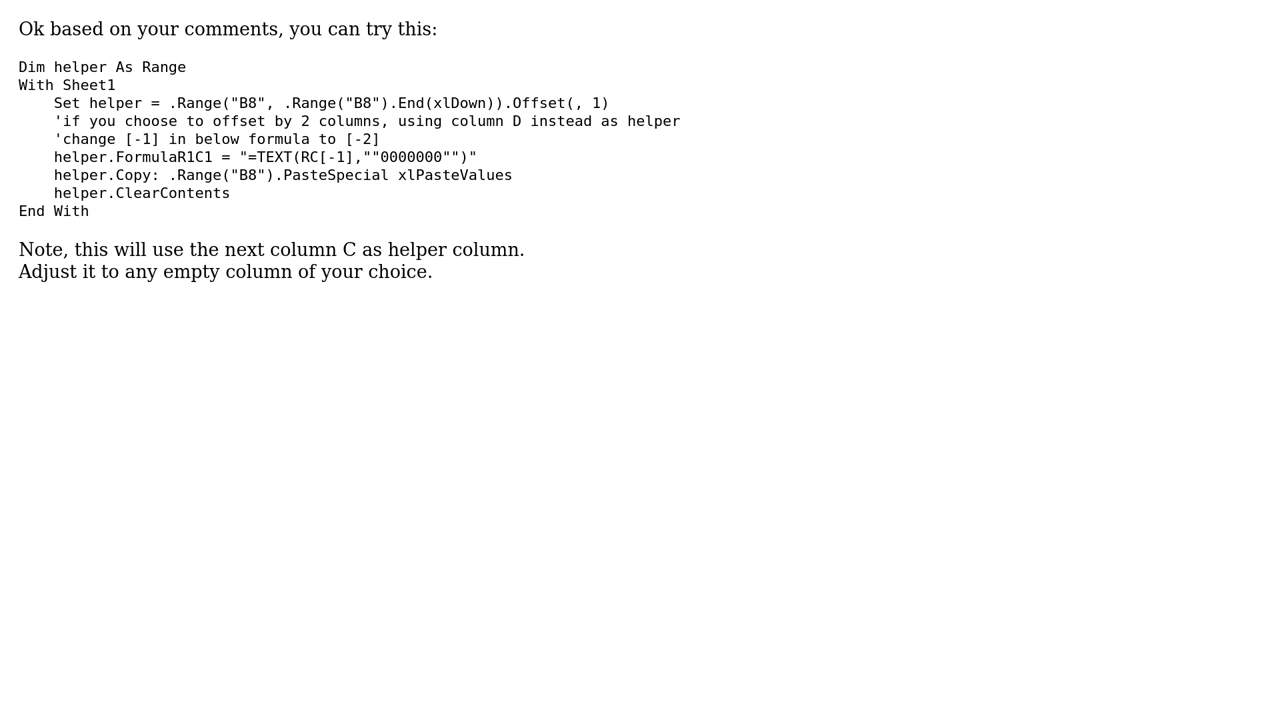 Ok based on your comments, you can try this:
Dim helper As Range
With Sheet1
    Set helper = .Range("B8", .Range("B8").End(xlDown)).Offset(, 1)
    'if you choose to offset by 2 columns, using column D instead as helper
    'change [-1] in below formula to [-2]
    helper.FormulaR1C1 = "=TEXT(RC[-1],""0000000"")"
    helper.Copy: .Range("B8").PasteSpecial xlPasteValues
    helper.ClearContents
End With
Note, this will use the next column C as helper column.
Adjust it to any empty column of your choice.